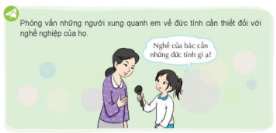 Phỏng vấn những người xung quanh em về đức tính cần thiết đối với
nghề nghiệp của họ.
Nghề của bác cần
những đức tính gì ạ!